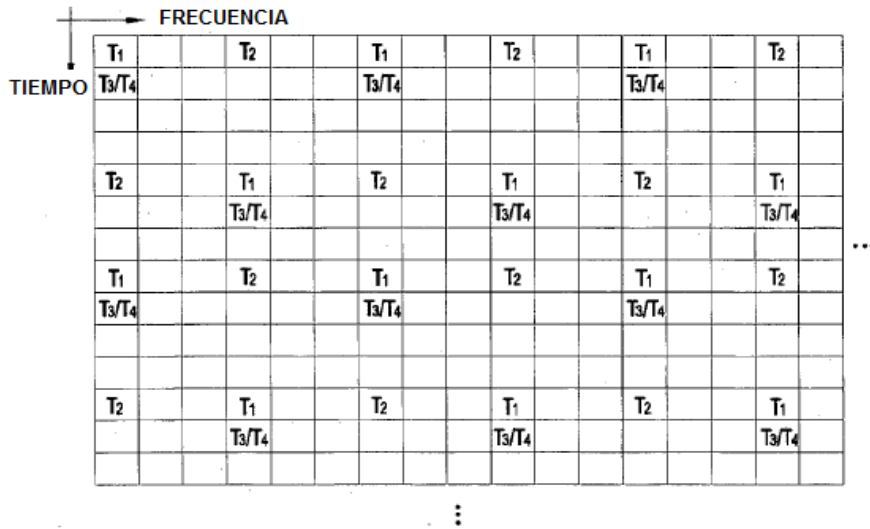 FRECUENCIA
T1 T2 T1 T2 T1 T2
TIEMPO T3/T4 T3/T4 T3/T4
T2 T1 T2 T1 T2 T1
T3/T4 T3/T4 T3/T4
...
T1 T2 T1 T2 T1 T2
T3/T4 T3/T4 T3/T4
T2 T1 T2 T1 T2 T1
T3/T4 T3/T4 T3/T4